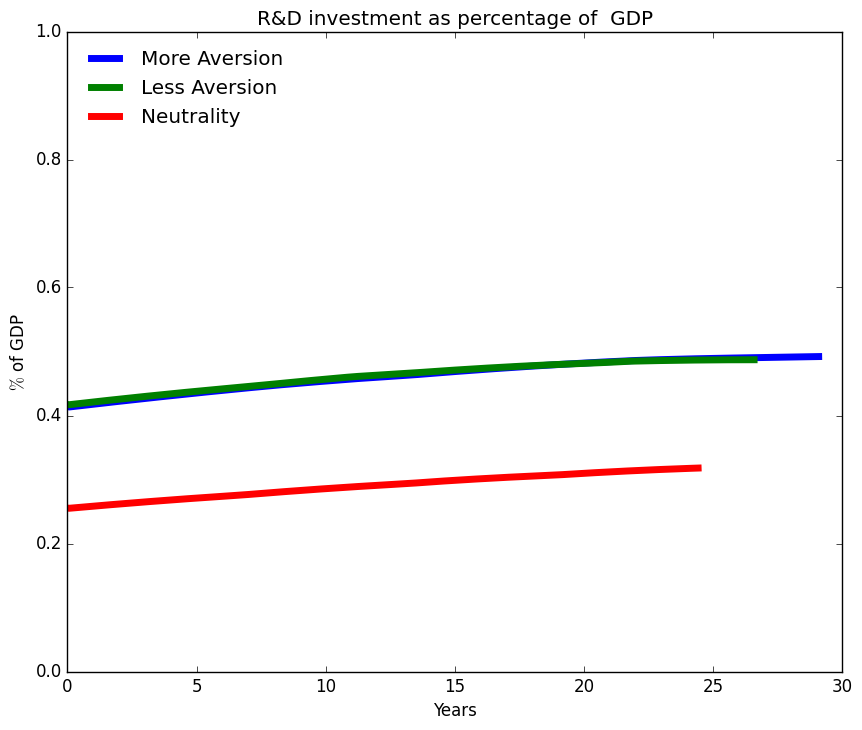 R&D investment as percentage of  GDP
More Aversion
Less Aversion
Neutrality
% of GDP
1.0
0.8
0.6
0.4
0.2
0.0
0 5 10 15 20 25 30
Years